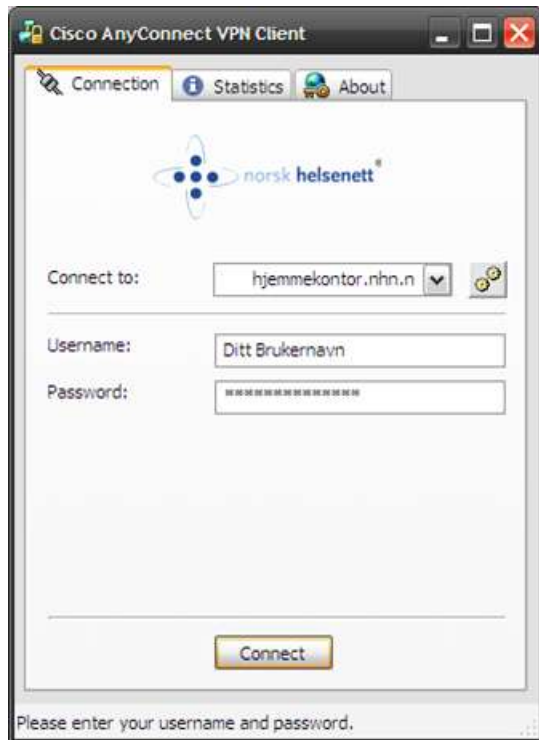 Cisco AnyConnect VPN Client
Connection Statistics About
norsk helsenett®
Connect to: hjemmekontor.nhn.n
Username: Ditt Brukernavn
Password: **************
Connect
Please enter your username and password.